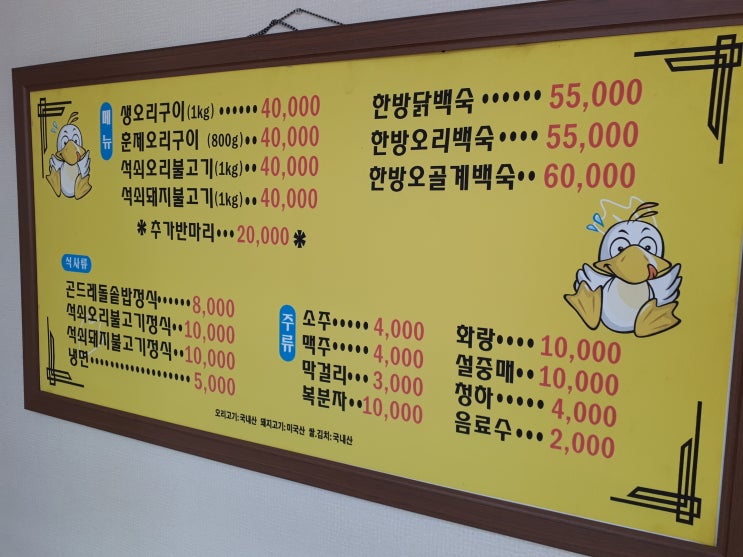 메뉴
생오리구이(1kg) •••••• 40,000
훈제오리구이 (800g)•• 40,000
석쇠오리불고기(1kg)•• 40,000
석쇠돼지불고기(1kg)•• 40,000
* 추가반마리••• 20,000 *
한방닭백숙 •••••• 55,000
한방오리백숙•••• 55,000
한방오골계백숙•• 60,000
식사류
곤드레돌솥밥정식•••••• 8,000
석쇠오리불고기정식•• 10,000
석쇠돼지불고기정식•• 10,000
냉면••••••••••••••••••• 5,000
주류
소주••••• 4,000
맥주••••• 4,000
막걸리••• 3,000
복분자••10,000
화랑•••• 10,000
설중매•• 10,000
청하••••• 4,000
음료수••• 2,000
오리고기:국내산 돼지고기:미국산 쌀,김치:국내산